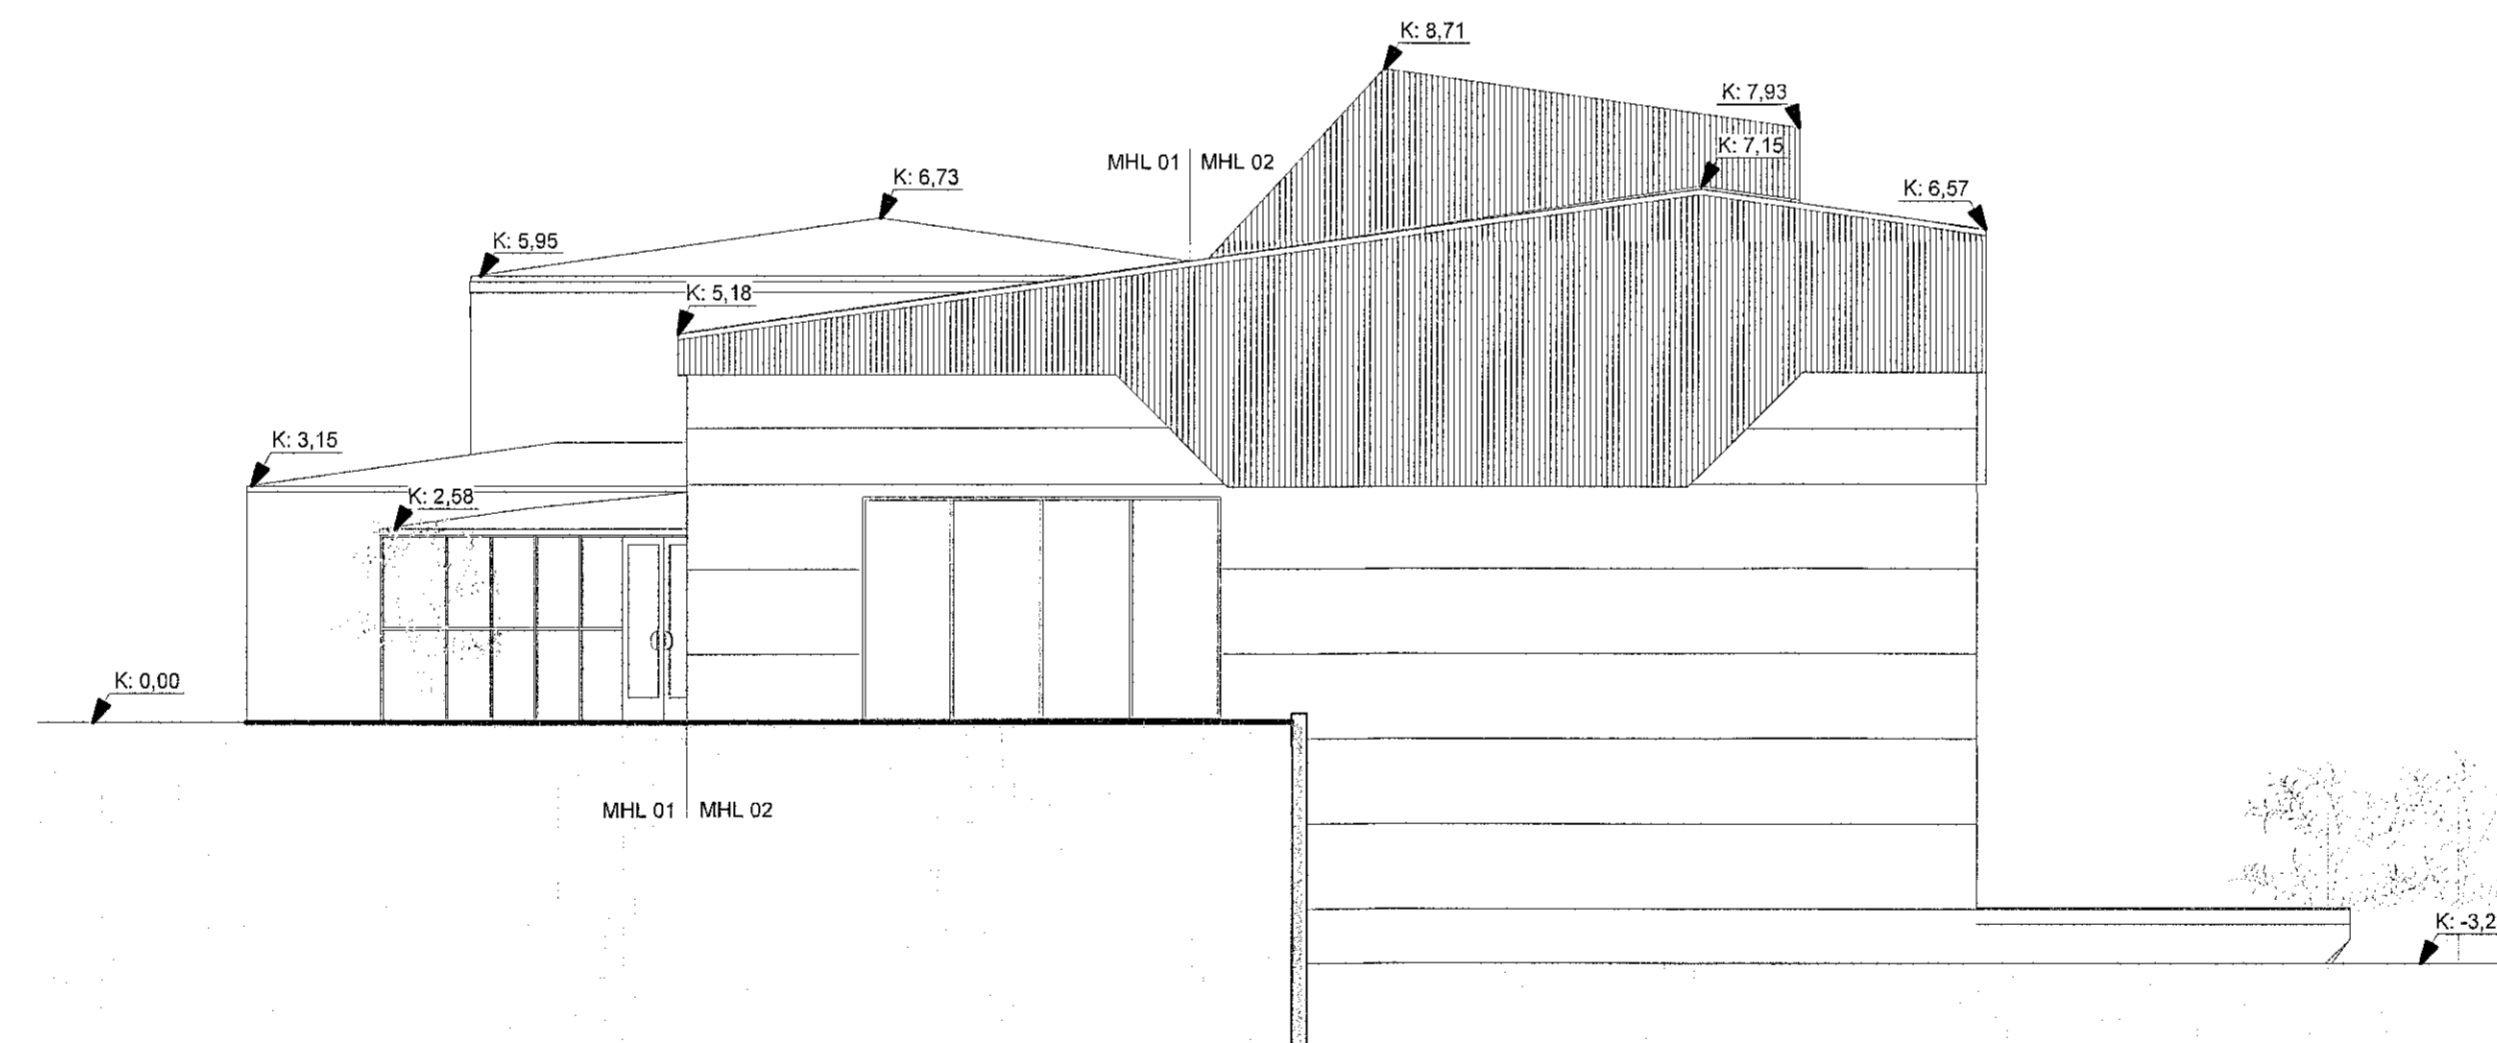 K: 8,71
K: 7,93
K: 7,15
MHL 01 MHL 02
K: 6,73
K: 6,57
K: 5,95
K: 5,18
K: 3,15
K: 2,58
K: 0,00
MHL 01 MHL 02
K: -3,2